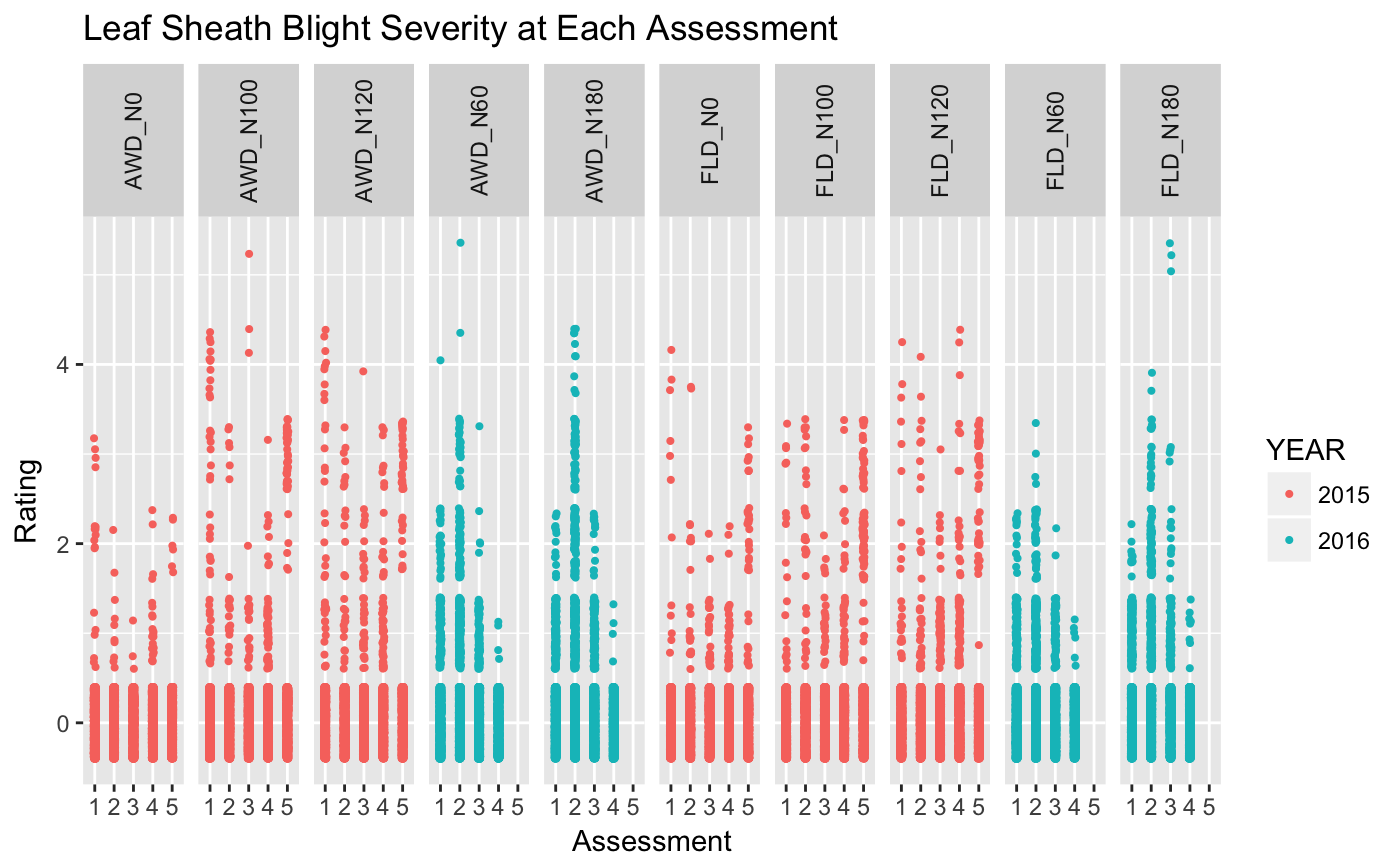 Leaf Sheath Blight Severity at Each Assessment
AWD_N0
AWD_N100
AWD_N120
AWD_N60
AWD_N180
FLD_N0
FLD_N100
FLD_N120
FLD_N60
FLD_N180
Rating
4
2
0
1 2 3 4 5 1 2 3 4 5 1 2 3 4 5 1 2 3 4 5 1 2 3 4 5 1 2 3 4 5 1 2 3 4 5 1 2 3 4 5 1 2 3 4 5 1 2 3 4 5
Assessment
YEAR
2015
2016